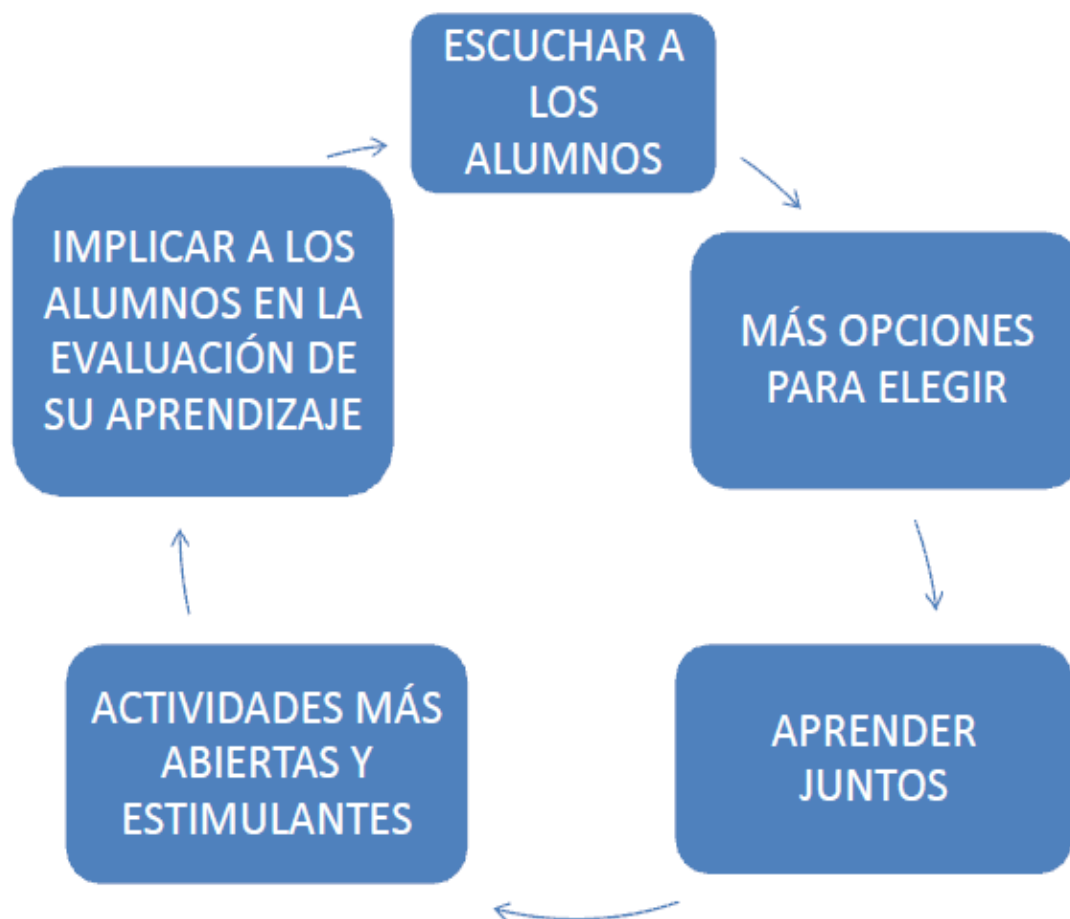 ESCUCHAR A
LOS
ALUMNOS
MÁS OPCIONES
PARA ELEGIR
APRENDER
JUNTOS
ACTIVIDADES MÁS
ABIERTAS Y
ESTIMULANTES
IMPLICAR A LOS
ALUMNOS EN LA
EVALUACIÓN DE
SU APRENDIZAJE